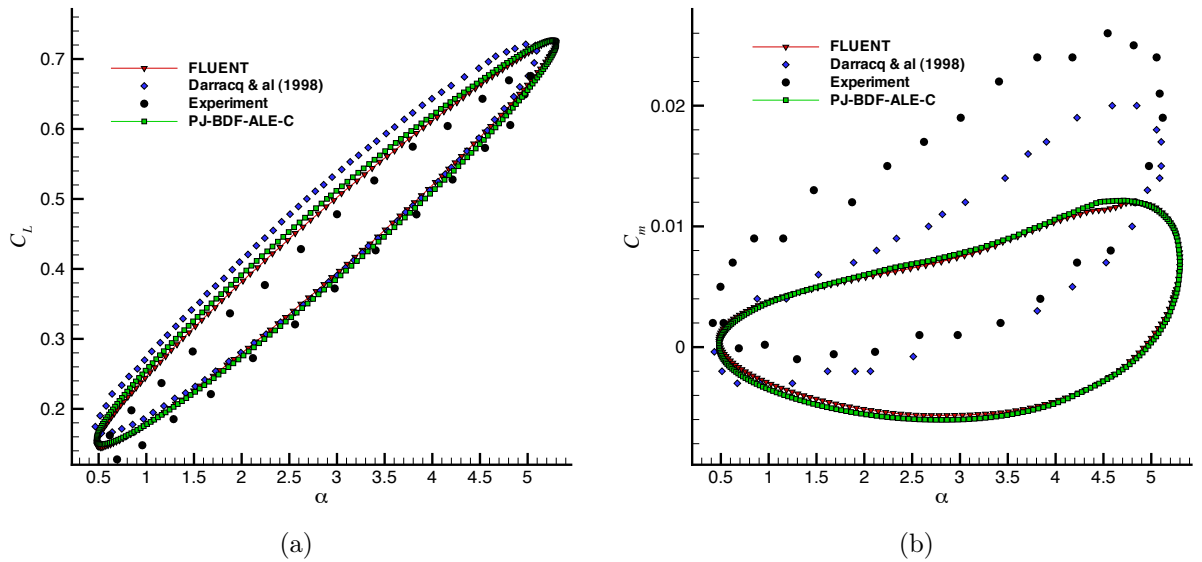 C_L
0.7
0.6
0.5
0.4
0.3
0.2
FLUENT
Darracq & al (1998)
Experiment
PJ-BDF-ALE-C
0.5 1 1.5 2 2.5 3 3.5 4 4.5 5
α
(a)
C_m
0.02
0.01
0
-0.01
FLUENT
Darracq & al (1998)
Experiment
PJ-BDF-ALE-C
0.5 1 1.5 2 2.5 3 3.5 4 4.5 5
α
(b)